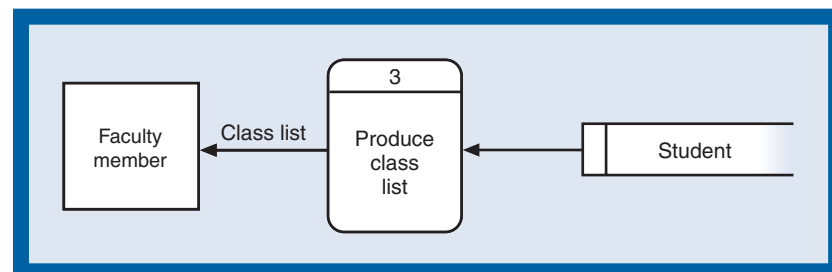 Faculty
member
Class list
3
Produce
class
list
Student